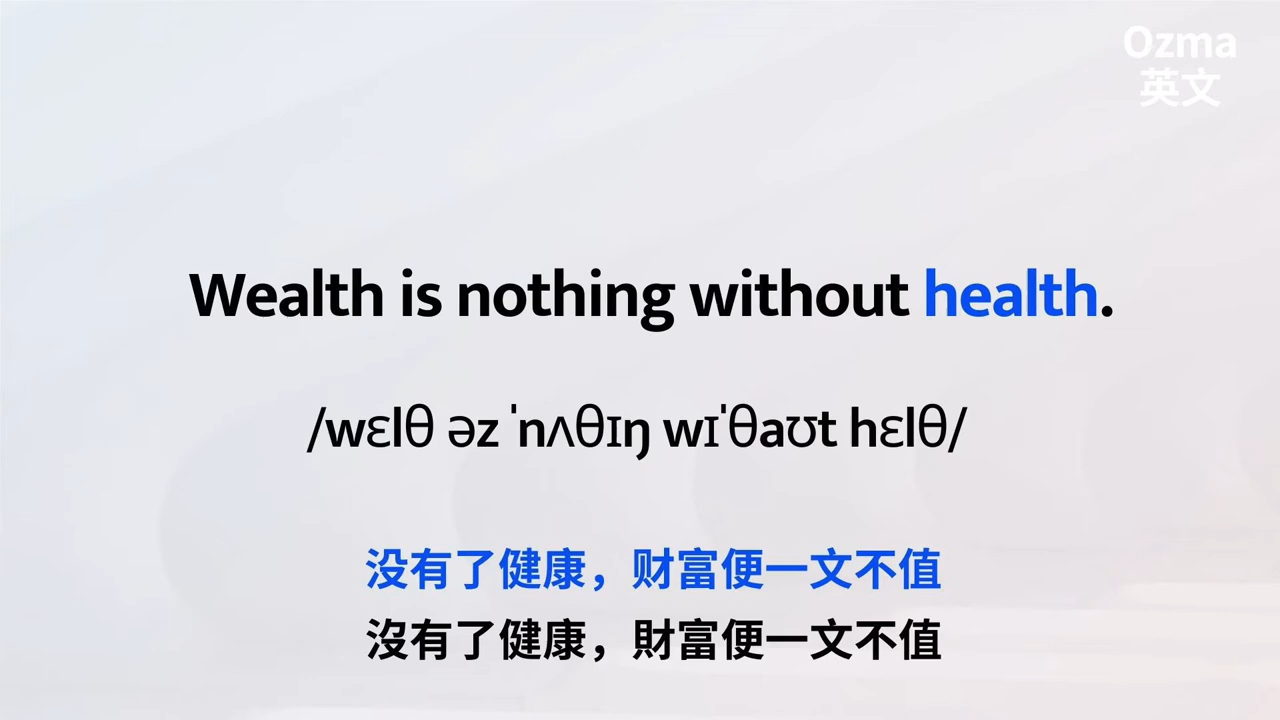 Ozma
英文
Wealth is nothing without health.
/wɛlθ əz ˈnʌθɪŋ wɪˈθaʊt hɛlθ/
没有了健康，财富便一文不值
沒有了健康，財富便一文不值